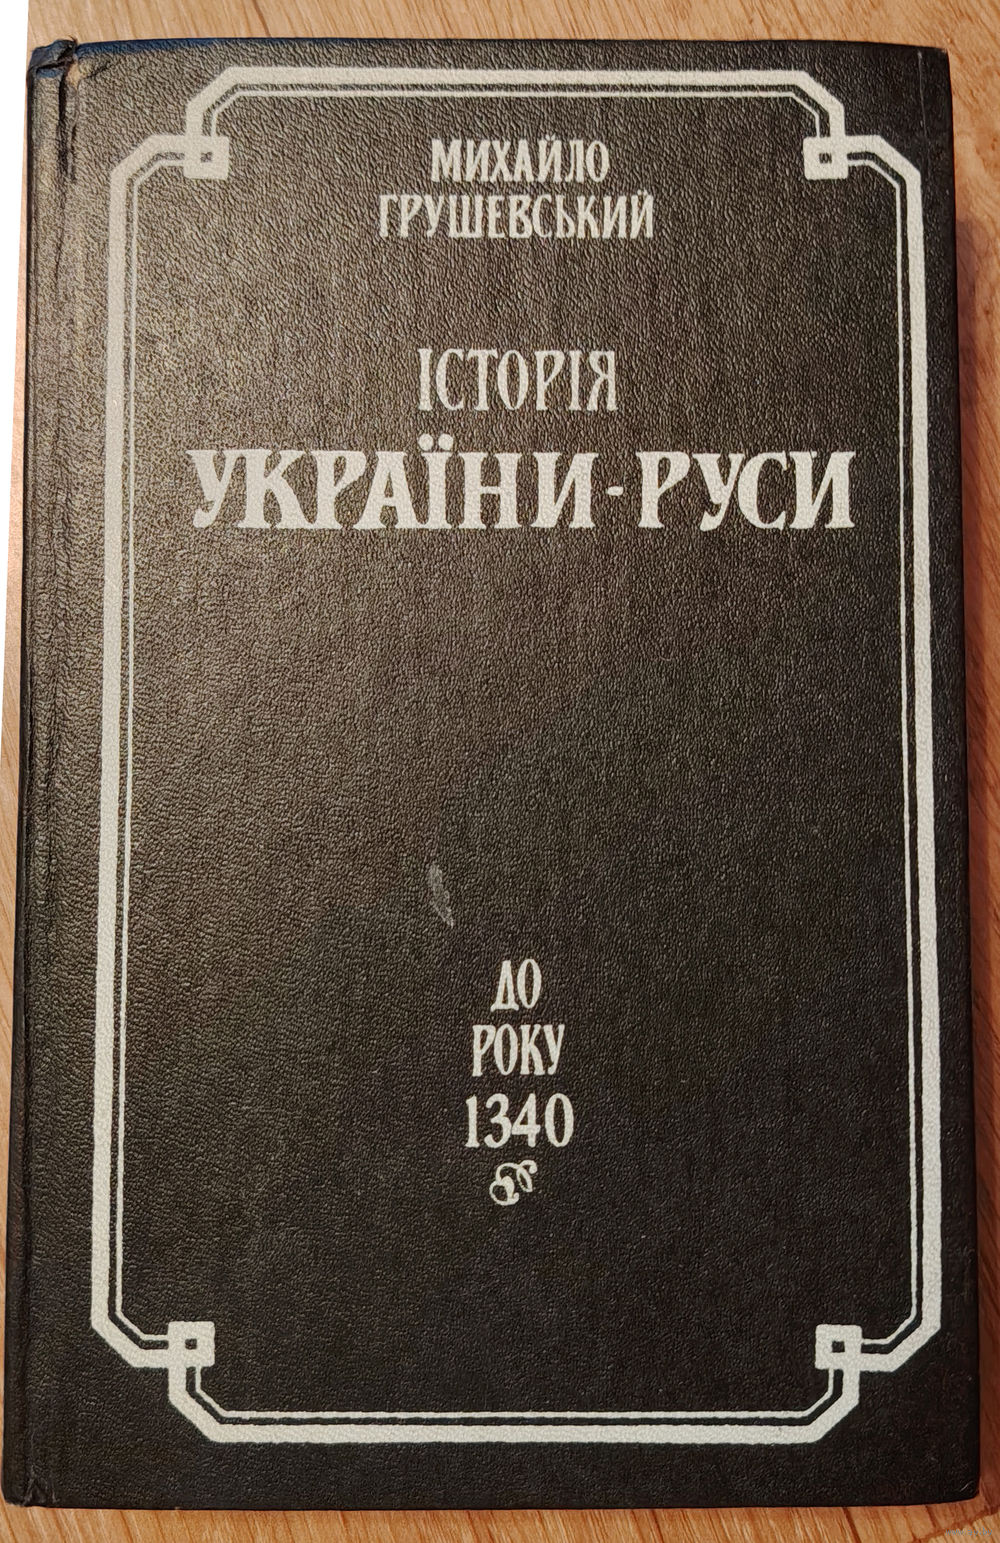 МИХАЙЛО
ГРУШЕВСЬКИЙ
ІСТОРІЯ
УКРАЇНИ-РУСИ
ДО
РОКУ
1340